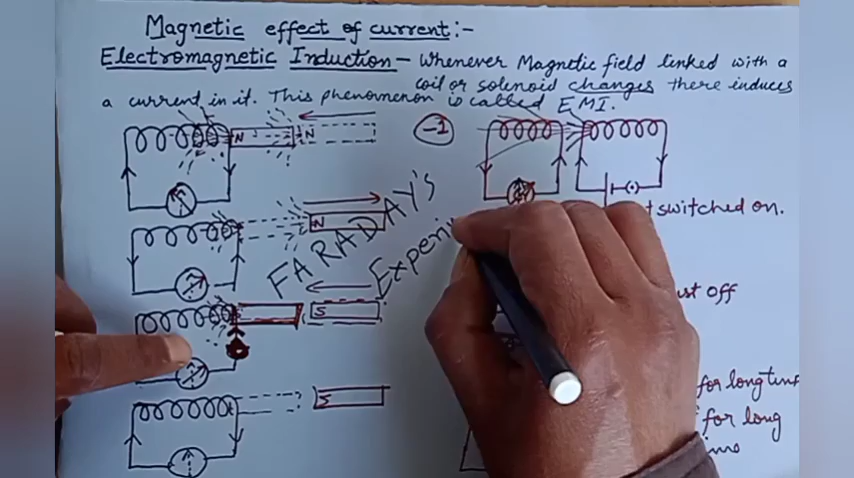 Magnetic effect of current:-
Electromagnetic Induction - Whenever Magnetic field linked with a
coil or solenoid changes there induces
a current in it. This phenomenon is called EMI.
N N
-1
switched on.
N
FARADAY's
Experi
off
S
for long time
S
for long